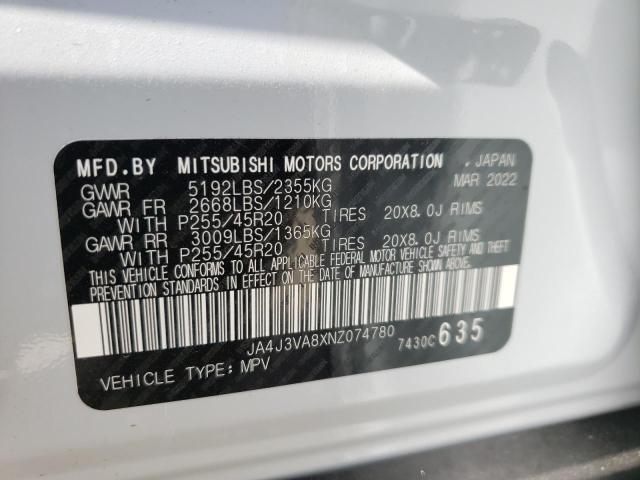 MFD.BY MITSUBISHI MOTORS CORPORATION . JAPAN
GVWR 5192LBS/2355KG MAR 2022
GAWR FR 2668LBS/1210KG
WITH P255/45R20 TIRES 20X8.0J RIMS
GAWR RR 3009LBS/1365KG
WITH P255/45R20 TIRES 20X8.0J RIMS
THIS VEHICLE CONFORMS TO ALL APPLICABLE FEDERAL MOTOR VEHICLE SAFETY AND THEFT
PREVENTION STANDARDS IN EFFECT ON THE DATE OF MANUFACTURE SHOWN ABOVE.
JA4J3VA8XNZ074780 7430C 635
VEHICLE TYPE: MPV